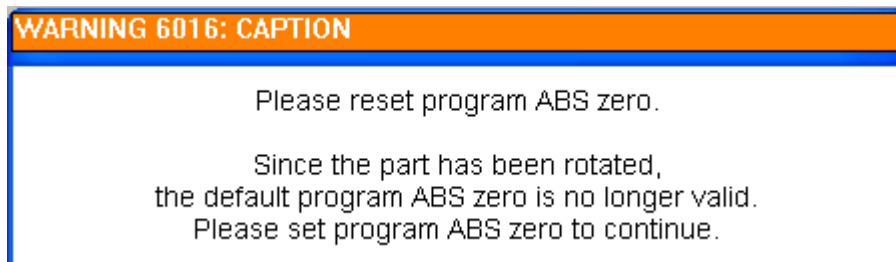 WARNING 6016: CAPTION
Please reset program ABS zero.
Since the part has been rotated,
the default program ABS zero is no longer valid.
Please set program ABS zero to continue.